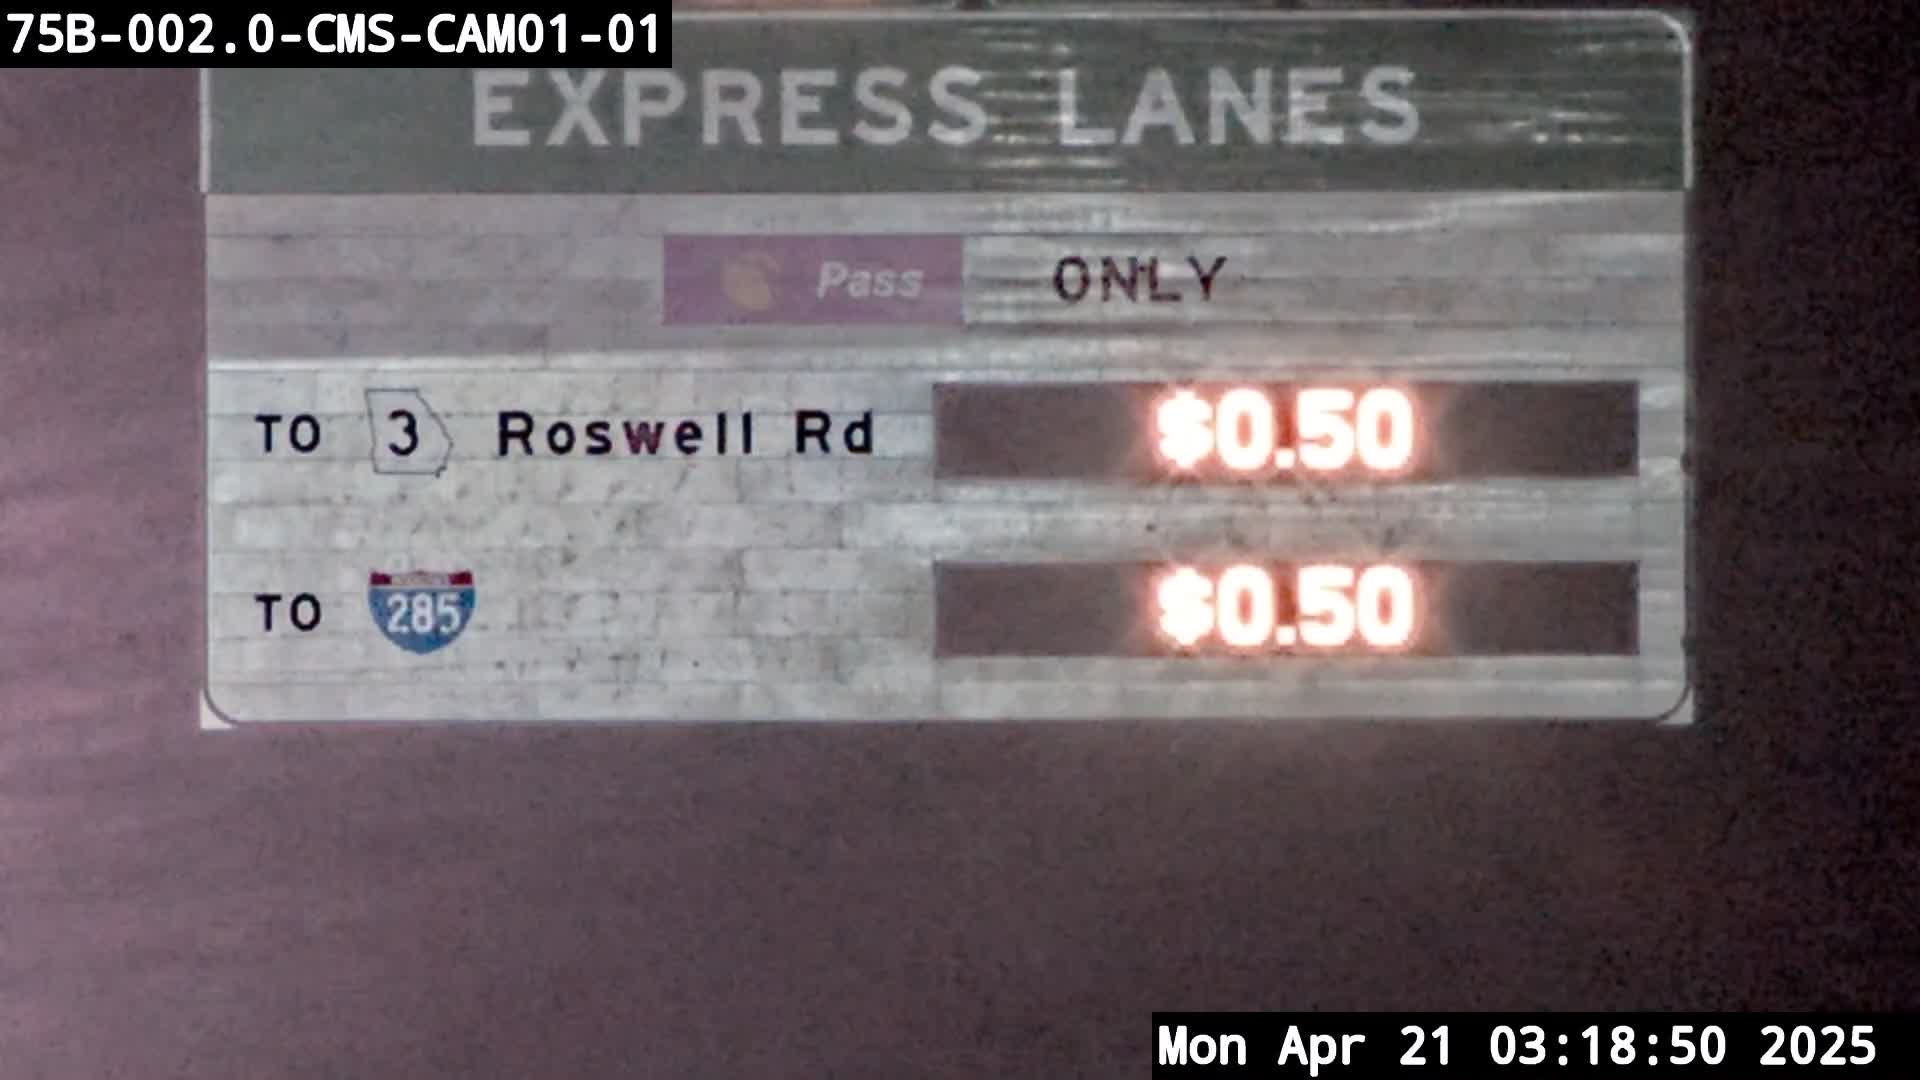 75B-002.0-CMS-CAM01-01
EXPRESS LANES
Pass ONLY
TO 3 Roswell Rd $0.50
TO 285 $0.50
Mon Apr 21 03:18:50 2025